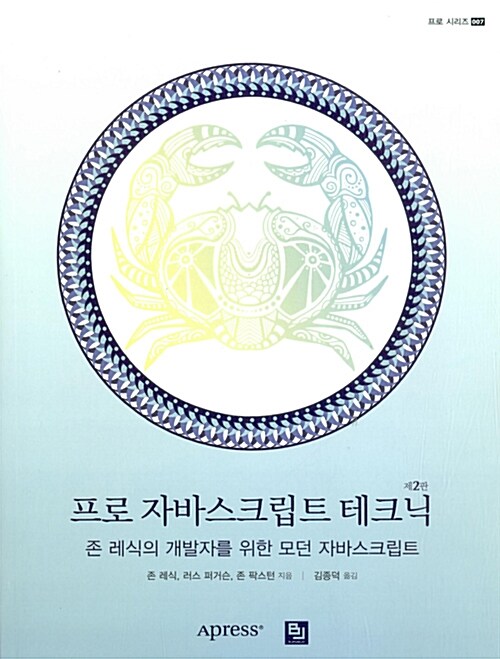 프로 시리즈 007
제2판
프로 자바스크립트 테크닉
존 레식의 개발자를 위한 모던 자바스크립트
존 레식, 러스 퍼거슨, 존 팍스턴 지음 | 김종덕 옮김
Apress® BJ